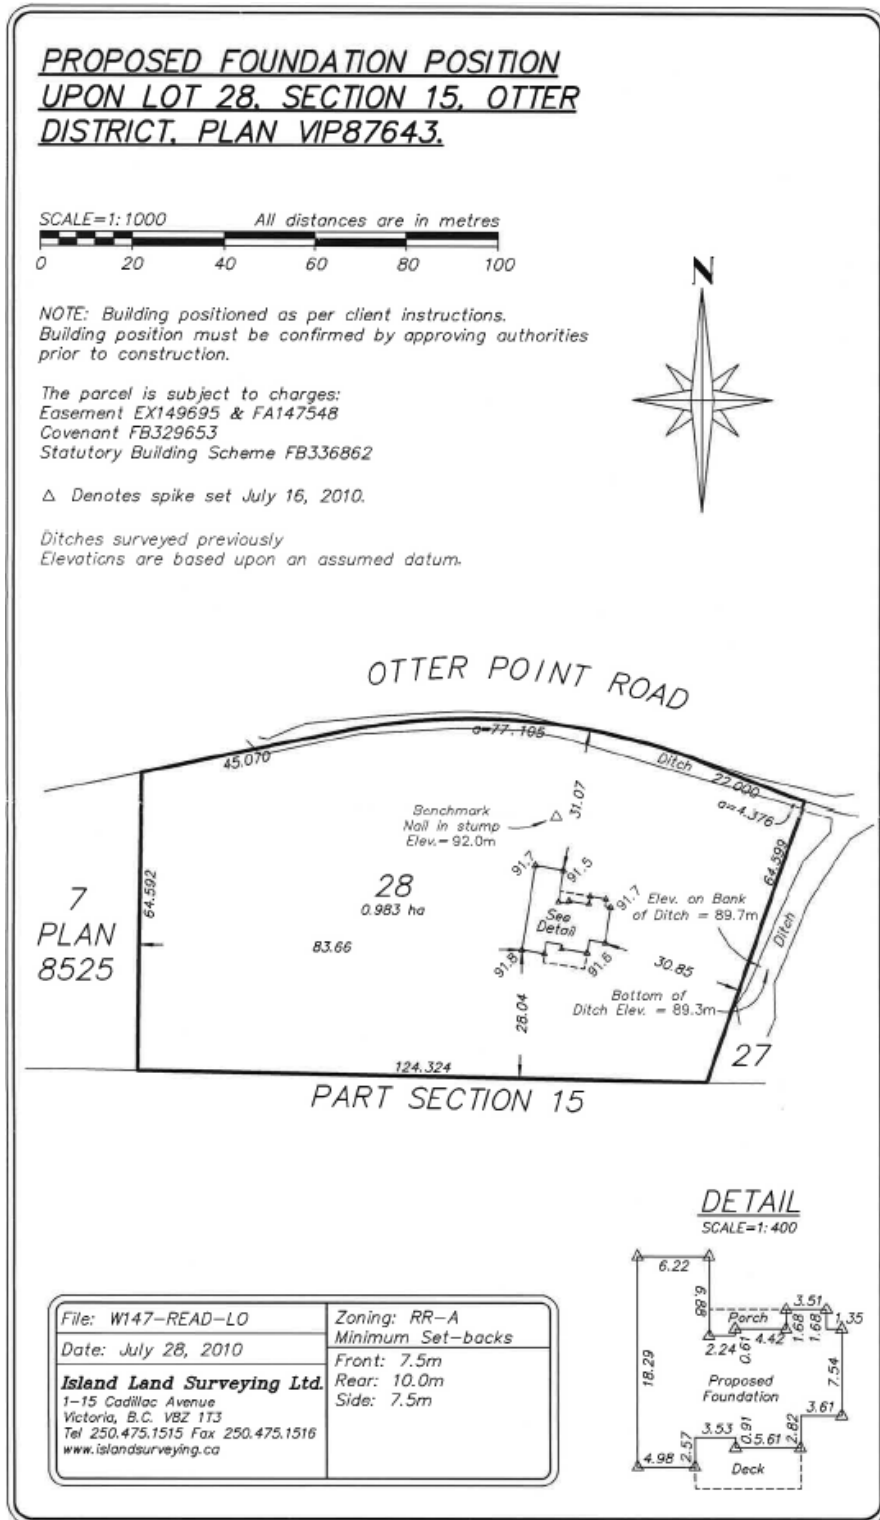 PROPOSED FOUNDATION POSITION
UPON LOT 28, SECTION 15, OTTER
DISTRICT, PLAN VIP87643.
SCALE=1:1000 All distances are in metres
0 20 40 60 80 100
N
NOTE: Building positioned as per client instructions.
Building position must be confirmed by approving authorities
prior to construction.
The parcel is subject to charges:
Easement EX149695 & FA147548
Covenant FB329653
Statutory Building Scheme FB336862
△ Denotes spike set July 16, 2010.
Ditches surveyed previously
Elevations are based upon an assumed datum.
OTTER POINT ROAD
45.070
a=77.105
Ditch
22.000
a=4.376
64.592
64.599
31.07
Benchmark
Nail in stump
Elev.= 92.0m
91.7
91.5
91.7
7
PLAN
8525
28
0.983 ha
83.66
See
Detail
Elev. on Bank
of Ditch = 89.7m
Ditch
91.8
91.6
30.85
28.04
Bottom of
Ditch Elev. = 89.3m
27
124.324
PART SECTION 15
DETAIL
SCALE=1:400
6.22
6.88
3.51
Porch
1.68
1.68
1.35
2.24
0.61
4.42
18.29
7.54
Proposed
Foundation
3.61
3.53
0.91
5.61
2.82
2.57
4.98
Deck
File: W147-READ-LO
Date: July 28, 2010
Island Land Surveying Ltd.
1-15 Cadillac Avenue
Victoria, B.C. V8Z 1T3
Tel 250.475.1515 Fax 250.475.1516
www.islandsurveying.ca
Zoning: RR-A
Minimum Set-backs
Front: 7.5m
Rear: 10.0m
Side: 7.5m